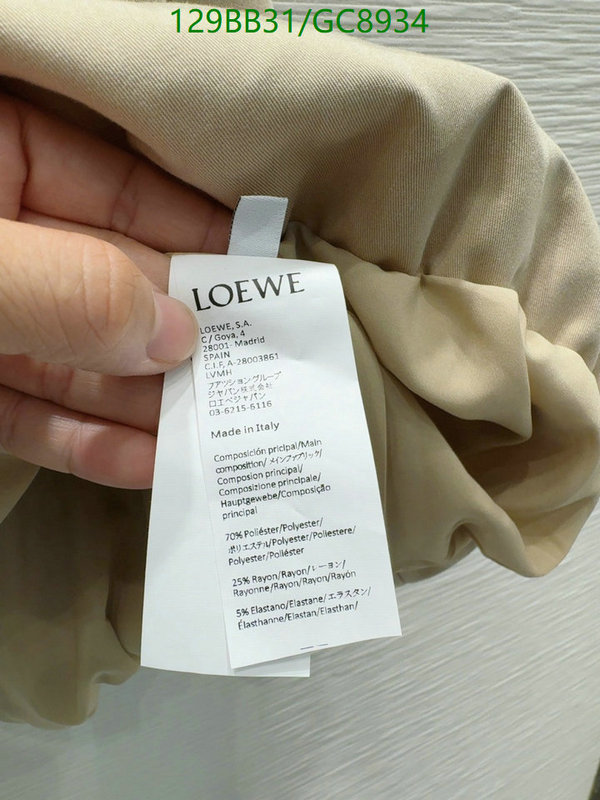 129BB31/GC8934
LOEWE
LOEWE, S.A.
C/ Goya, 4
28001- Madrid
SPAIN
C.I.F, A-28003861
LVMH
ファッショングループ
ジャパン株式会社
ロエベジャパン
03-6215-6116
Made in Italy
Composición pricipal/Main
composition/ メインファブリック/
Composion principal/
Composizione principale/
Hauptgewebe/Composição
principal
70% Poliéster/Polyester/
ポリエステル/Polyester/Poliestere/
Polyester/Poliéster
25% Rayon/Rayon/レーヨン/
Rayonne/Rayon/Rayon/Rayón
5% Elastano/Elastane/エラスタン/
Élasthanne/Elastan/Elasthan/